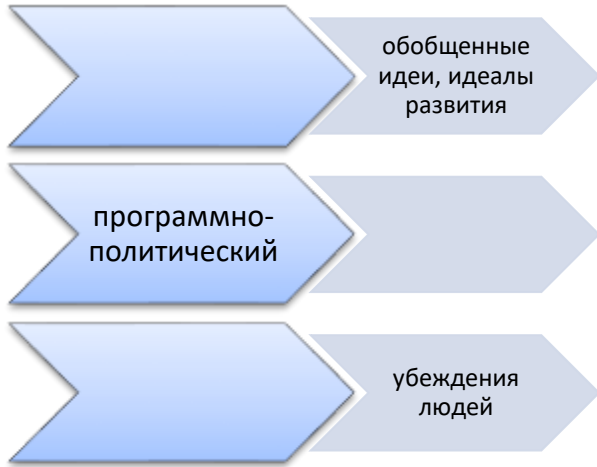 обобщенные
идеи, идеалы
развития
программно-
политический
убеждения
людей